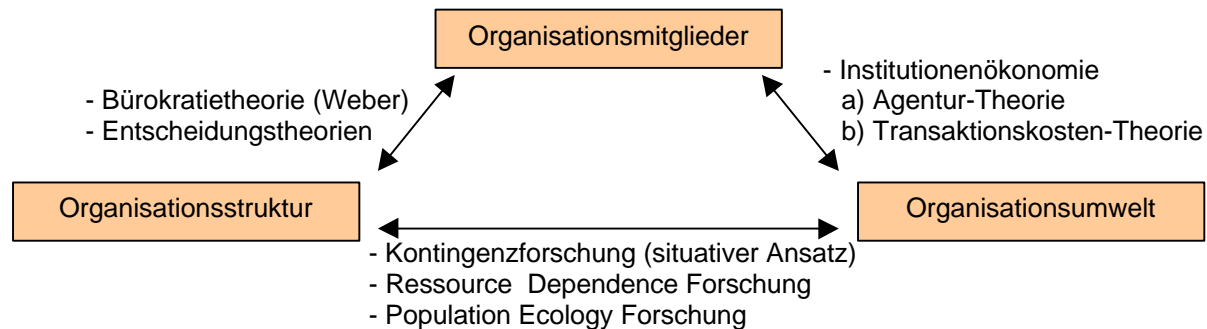 Organisationsmitglieder
- Bürokratietheorie (Weber)
- Entscheidungstheorien
- Institutionenökonomie
a) Agentur-Theorie
b) Transaktionskosten-Theorie
Organisationsstruktur
Organisationsumwelt
- Kontingenzforschung (situativer Ansatz)
- Ressource Dependence Forschung
- Population Ecology Forschung